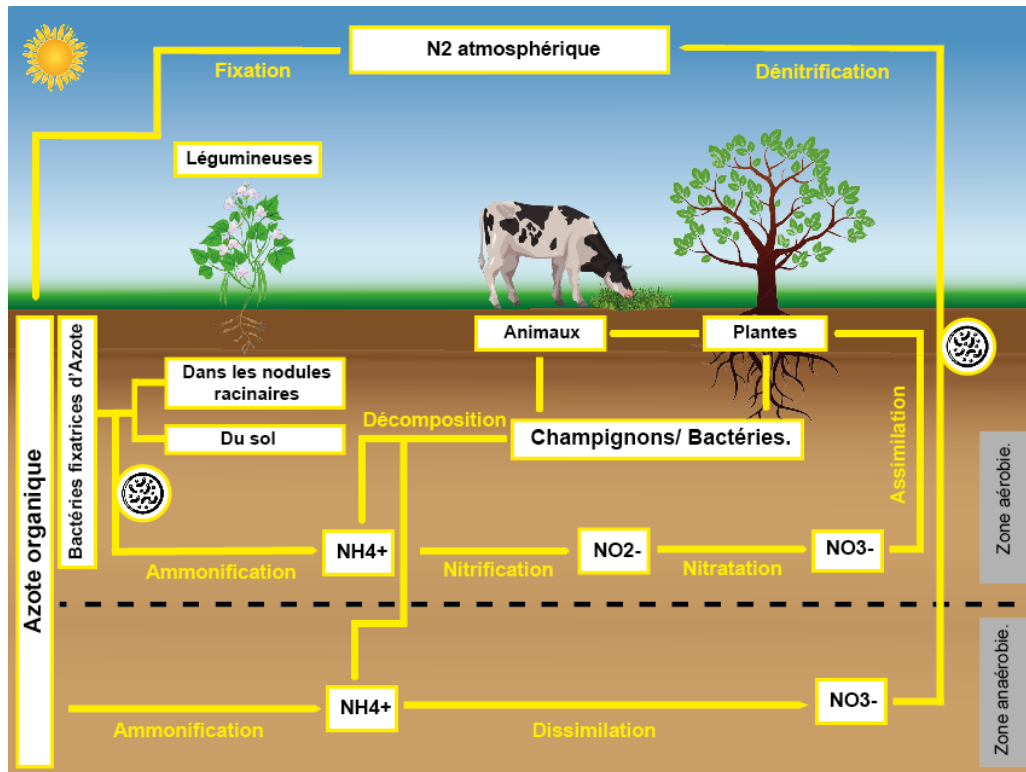 N2 atmosphérique
Fixation
Dénitrification
Légumineuses
Animaux
Plantes
Azote organique
Bactéries fixatrices d'Azote
Dans les nodules
racinaires
Du sol
Décomposition
Champignons/ Bactéries.
Assimilation
Zone aérobie.
NH4+
NO2-
NO3-
Ammonification
Nitrification
Nitratation
NH4+
NO3-
Ammonification
Dissimilation
Zone anaérobie.